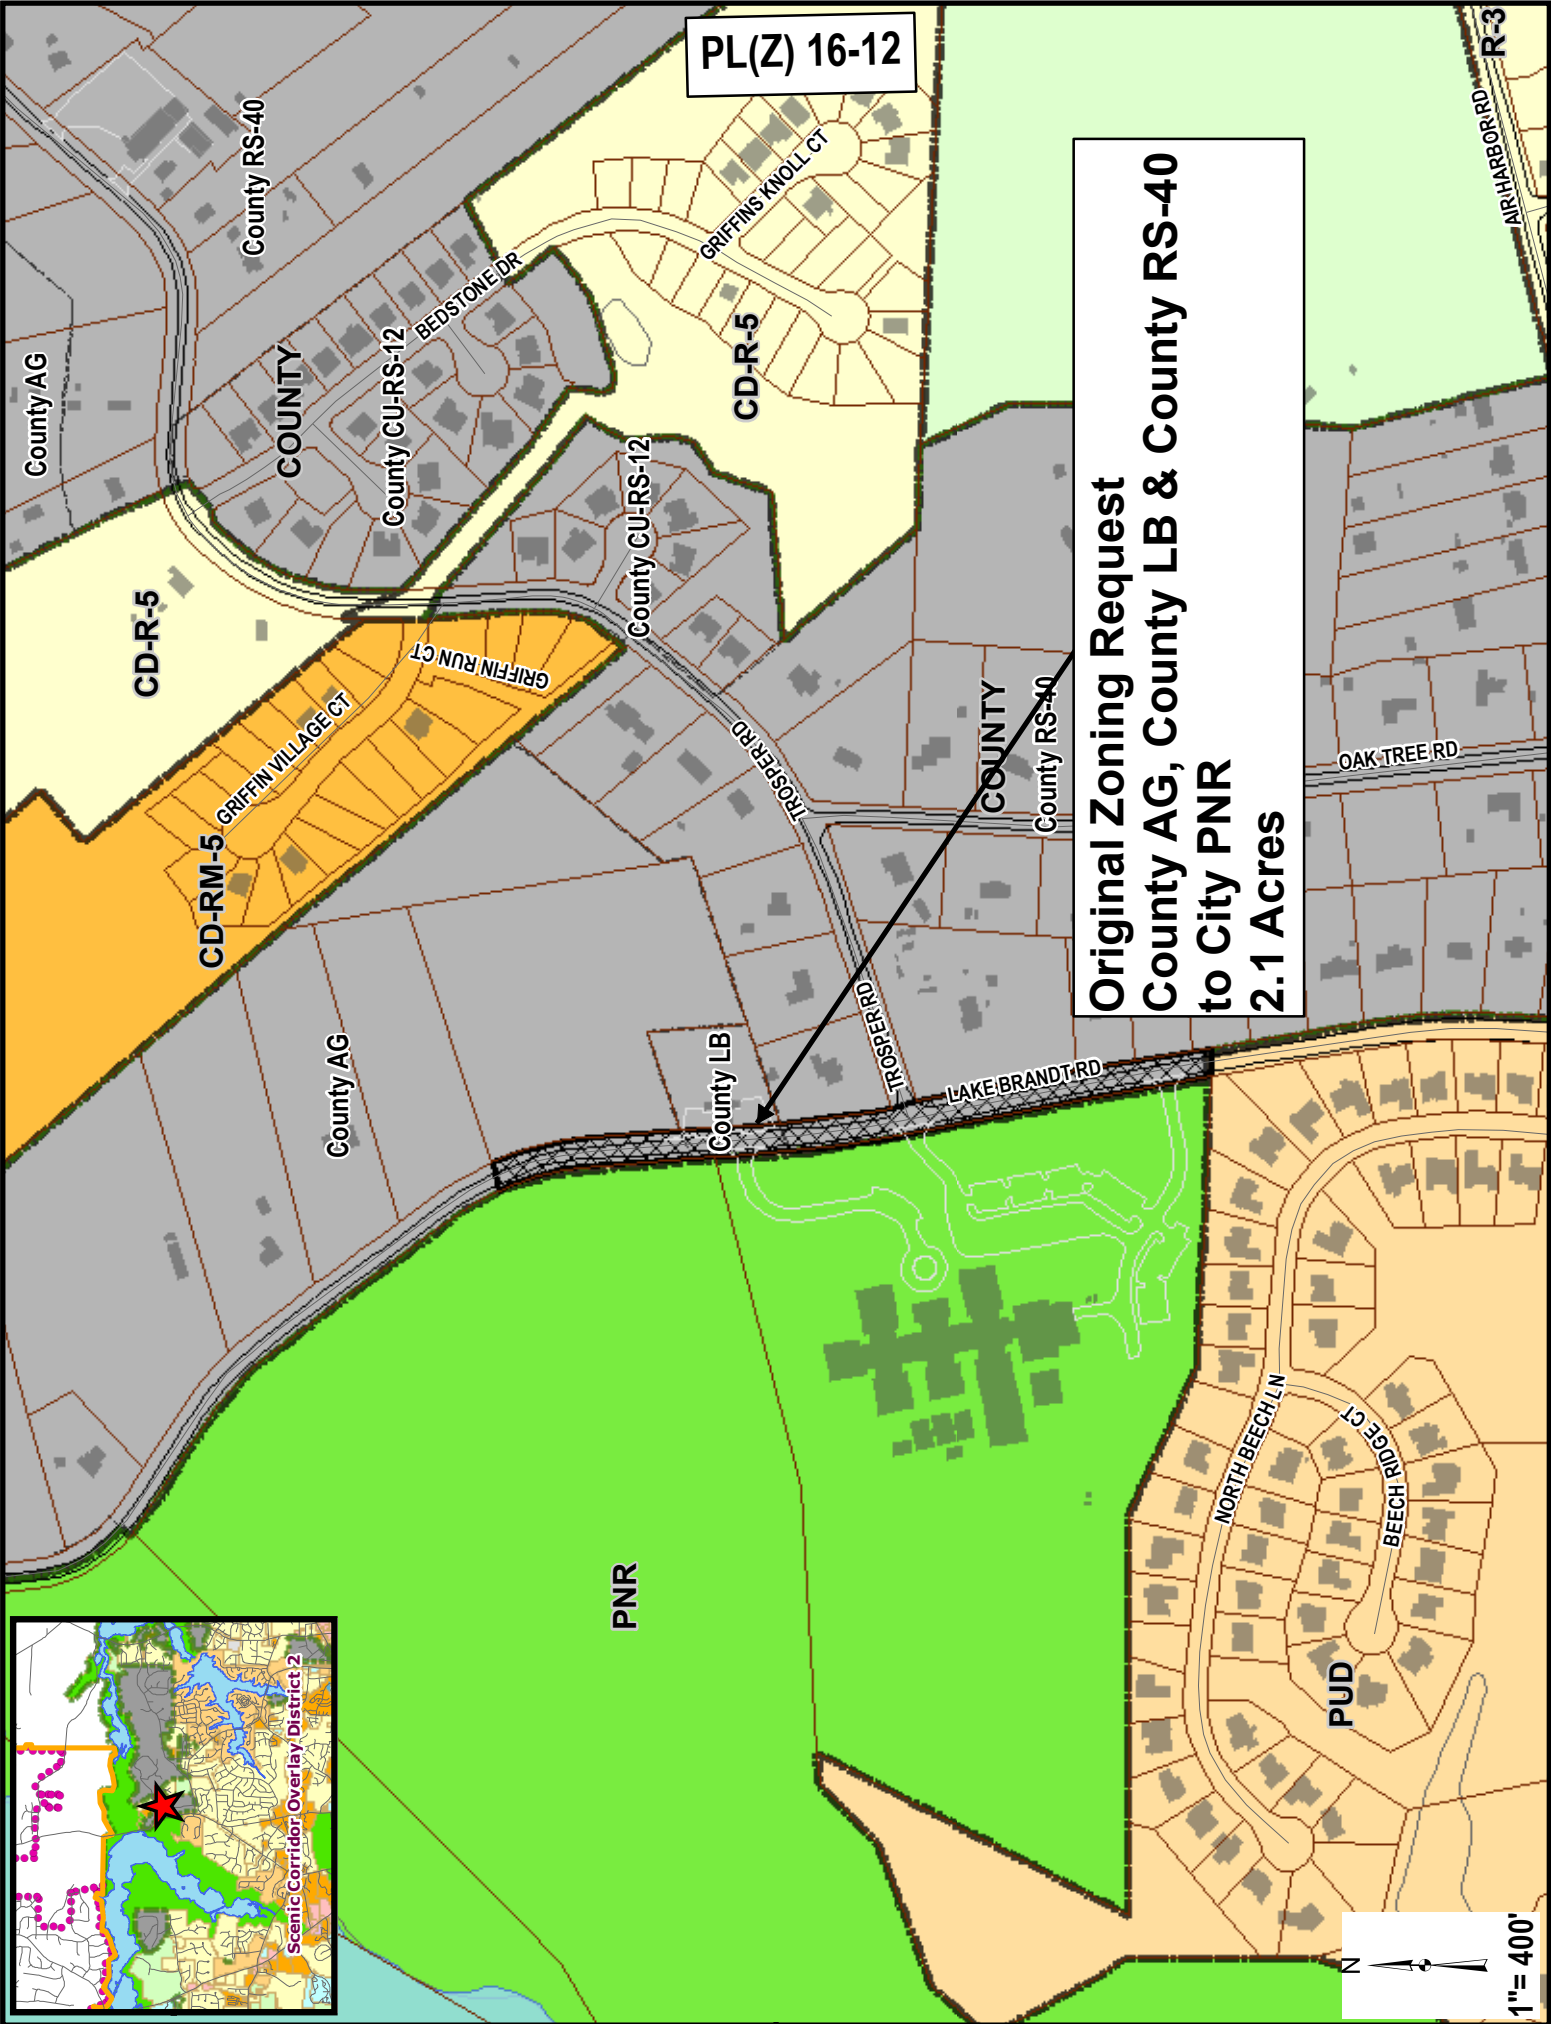 PL(Z) 16-12
Original Zoning Request
County AG, County LB & County RS-40
to City PNR
2.1 Acres
County RS-40
County AG
COUNTY
County CU-RS-12
BEDSTONE DR
GRIFFINS KNOLL CT
CD-R-5
County CU-RS-12
CD-R-5
GRIFFIN RUN CT
GRIFFIN VILLAGE CT
CD-RM-5
TROSPER RD
COUNTY
County RS-40
OAK TREE RD
AIR HARBOR RD
R-3
County AG
County LB
TROSPER RD
LAKE BRANDT RD
PNR
NORTH BEECH LN
BEECH RIDGE CT
PUD
Scenic Corridor Overlay District 2
N
1"= 400'